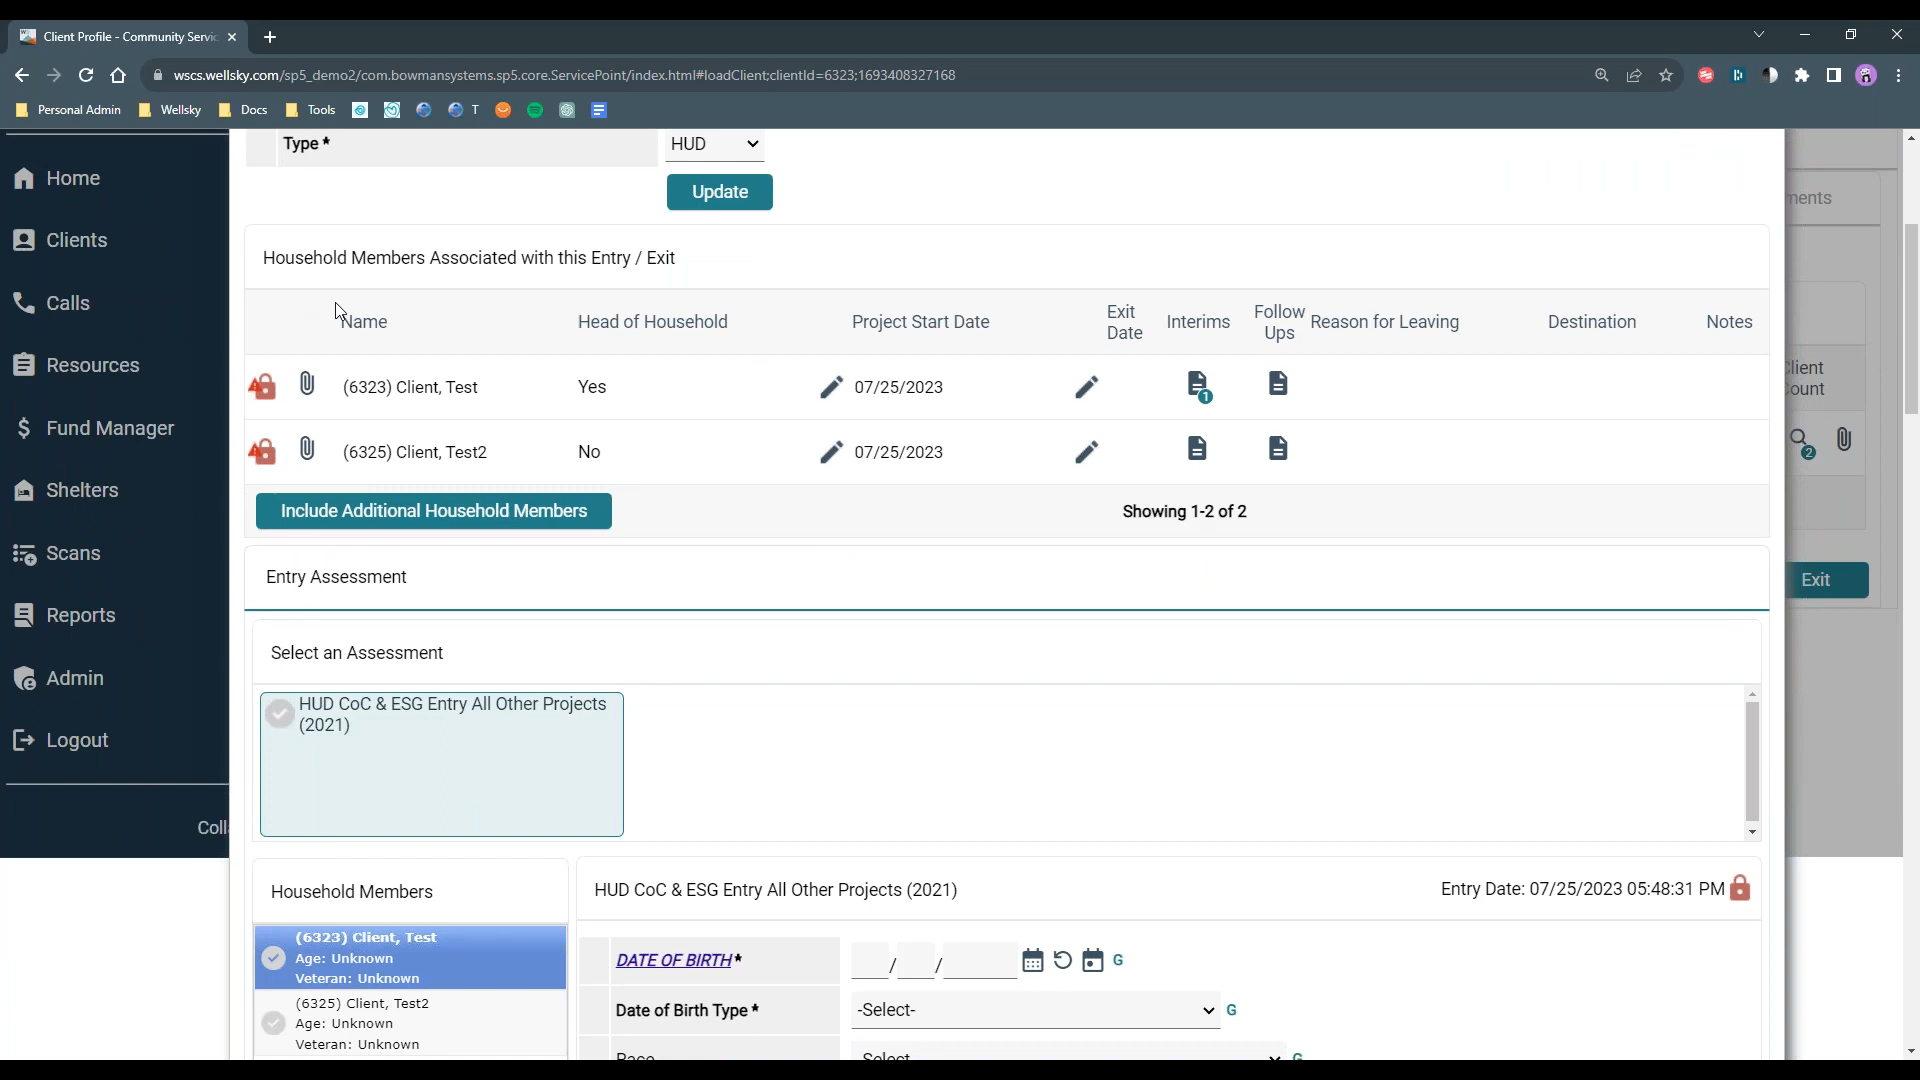 Client Profile - Community Servic
wscs.wellsky.com/sp5_demo2/com.bowmansystems.sp5.core.ServicePoint/index.html#loadClient;clientId=6323;1693408327168
Personal Admin
Wellsky
Docs
Tools
T
Home
Clients
Calls
Resources
Fund Manager
Shelters
Scans
Reports
Admin
Logout
Type *
HUD
Update
Household Members Associated with this Entry / Exit
Name Head of Household Project Start Date Exit Date Interims Follow Ups Reason for Leaving Destination Notes
(6323) Client, Test Yes 07/25/2023 1
(6325) Client, Test2 No 07/25/2023
Include Additional Household Members
Showing 1-2 of 2
Entry Assessment
Select an Assessment
HUD CoC & ESG Entry All Other Projects
(2021)
Household Members
(6323) Client, Test
Age: Unknown
Veteran: Unknown
(6325) Client, Test2
Age: Unknown
Veteran: Unknown
HUD CoC & ESG Entry All Other Projects (2021)
Entry Date: 07/25/2023 05:48:31 PM
DATE OF BIRTH* / / G
Date of Birth Type * -Select- G
Race -Select- G
2
Exit